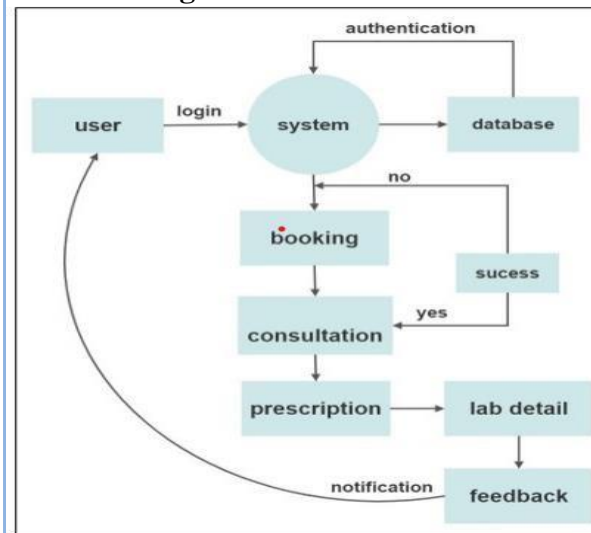 authentication
login
user
system
database
no
booking
sucess
yes
consultation
prescription
lab detail
notification
feedback